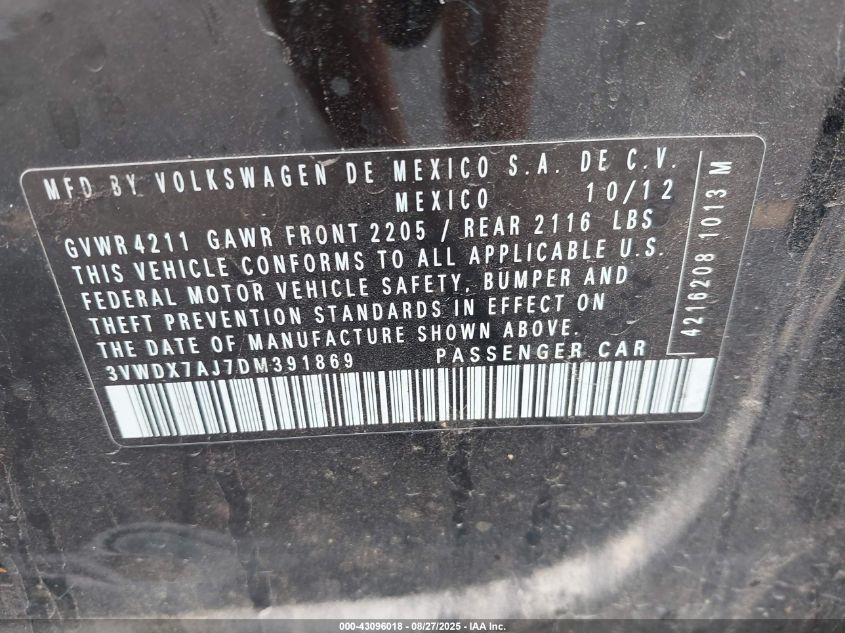 MFD BY VOLKSWAGEN DE MEXICO S.A. DE C.V.
MEXICO 10/12
GVWR 4211 GAWR FRONT 2205 / REAR 2116 LBS
THIS VEHICLE CONFORMS TO ALL APPLICABLE U.S.
FEDERAL MOTOR VEHICLE SAFETY, BUMPER AND
THEFT PREVENTION STANDARDS IN EFFECT ON
THE DATE OF MANUFACTURE SHOWN ABOVE.
3VWDX7AJ7DM391869 PASSENGER CAR
4216208 1013 M
000-43096018 - 08/27/2025 - IAA Inc.